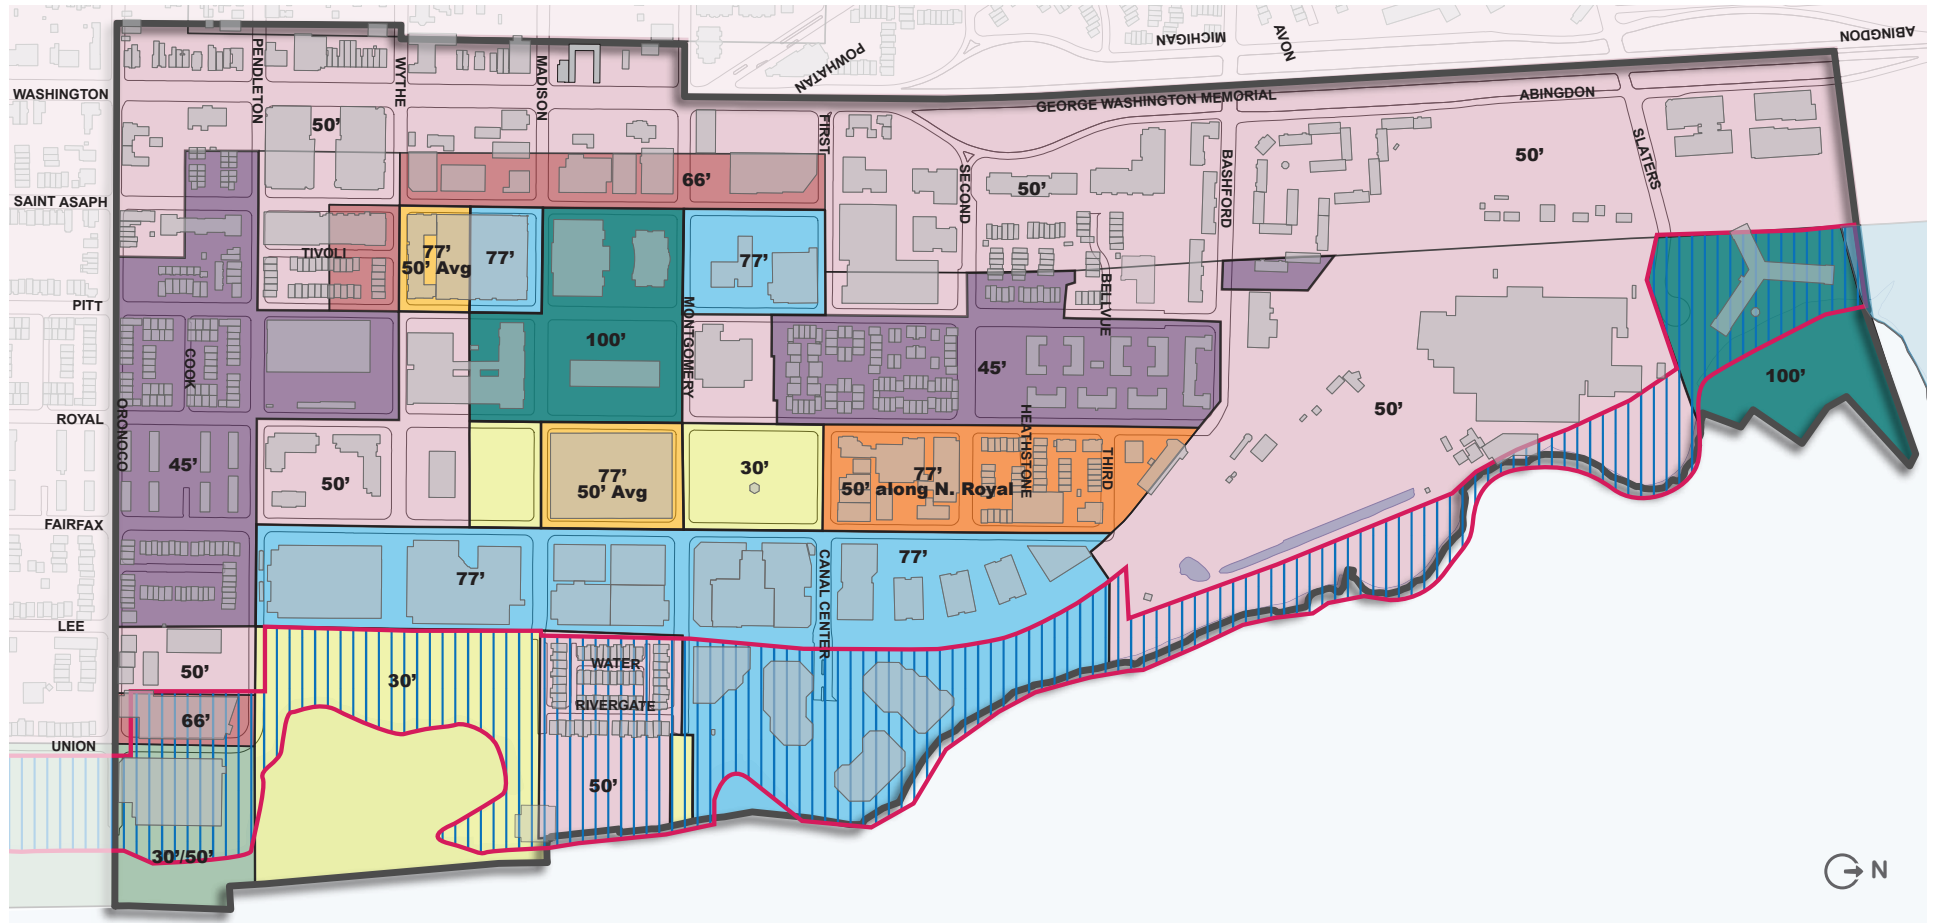 ABINGDON
MICHIGAN
AVON
POWHATAN
PENDLETON
WYTHE
MADISON
WASHINGTON
GEORGE WASHINGTON MEMORIAL
ABINGDON
50’
FIRST
SLATERS
BASHFORD
50’
SECOND
66’
50’
SAINT ASAPH
TIVOLI
77’
50’ Avg
77’
77’
PITT
MONTGOMERY
BELLVUE
COOK
100’
45’
100’
50’
ROYAL
ORONOCO
HEATHSTONE
THIRD
45’
50’
77’
50’ Avg
30’
77’
50’ along N. Royal
FAIRFAX
77’
CANAL CENTER
77’
LEE
50’
WATER
30’
RIVERGATE
66’
UNION
50’
30’/50’
N